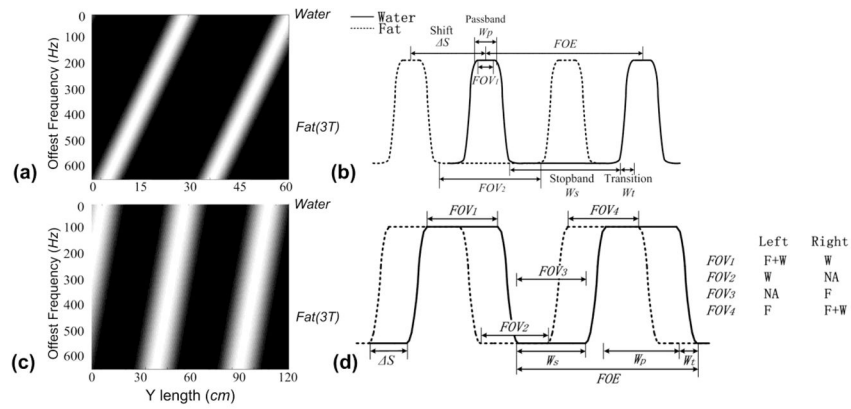 (a)
Offest Frequency (Hz)
0
100
200
300
400
500
600
0 15 30 45 60
Water
Fat(3T)
(b)
Water
Fat
Shift
ΔS
Passband
Wp
FOE
FOV1
FOV2
Stopband
Ws
Transition
Wt
(c)
Offest Frequency (Hz)
0
100
200
300
400
500
600
0 30 60 90 120
Y length (cm)
Water
Fat(3T)
(d)
FOV1
FOV4
FOV3
FOV2
ΔS
Ws
Wp
Wt
FOE
Left Right
FOV1 F+W W
FOV2 W NA
FOV3 NA F
FOV4 F F+W